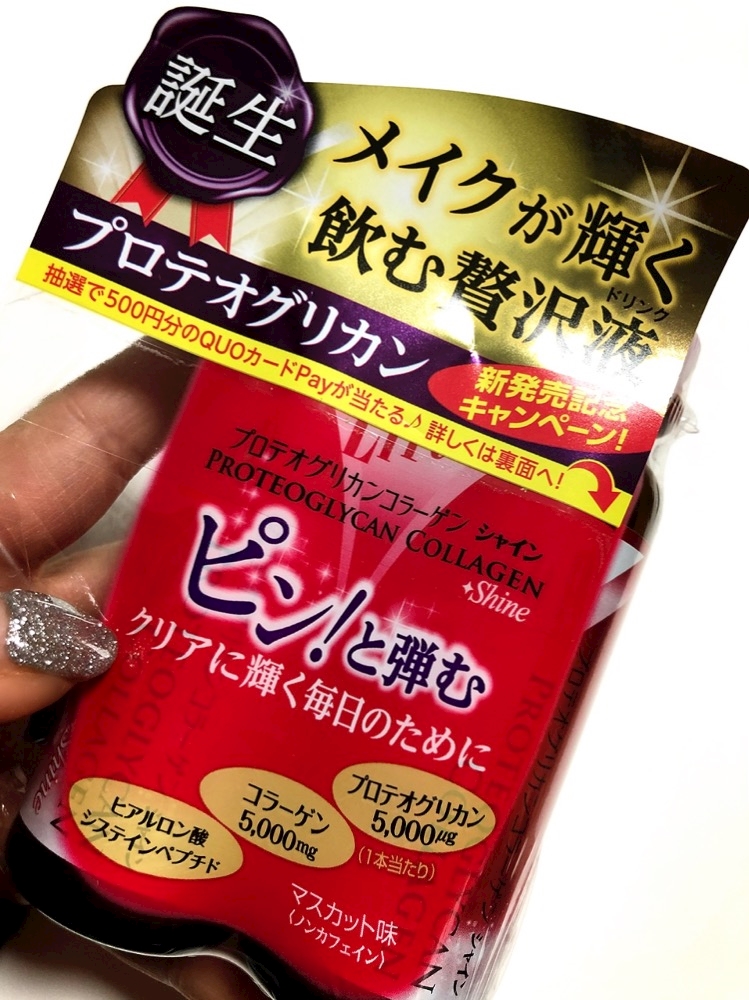 誕生
メイクが輝く
飲む贅沢液
ドリンク
プロテオグリカン
新発売記念
キャンペーン!
抽選で500円分のQUOカードPayが当たる♪ 詳しくは裏面へ!
プロテオグリカンコラーゲン シャイン
PROTEOGLYCAN COLLAGEN
Shine
ピン!と弾む
クリアに輝く毎日のために
プロテオグリカン
5,000μg
(1本当たり)
コラーゲン
5,000mg
ヒアルロン酸
システインペプチド
マスカット味
〈ノンカフェイン〉